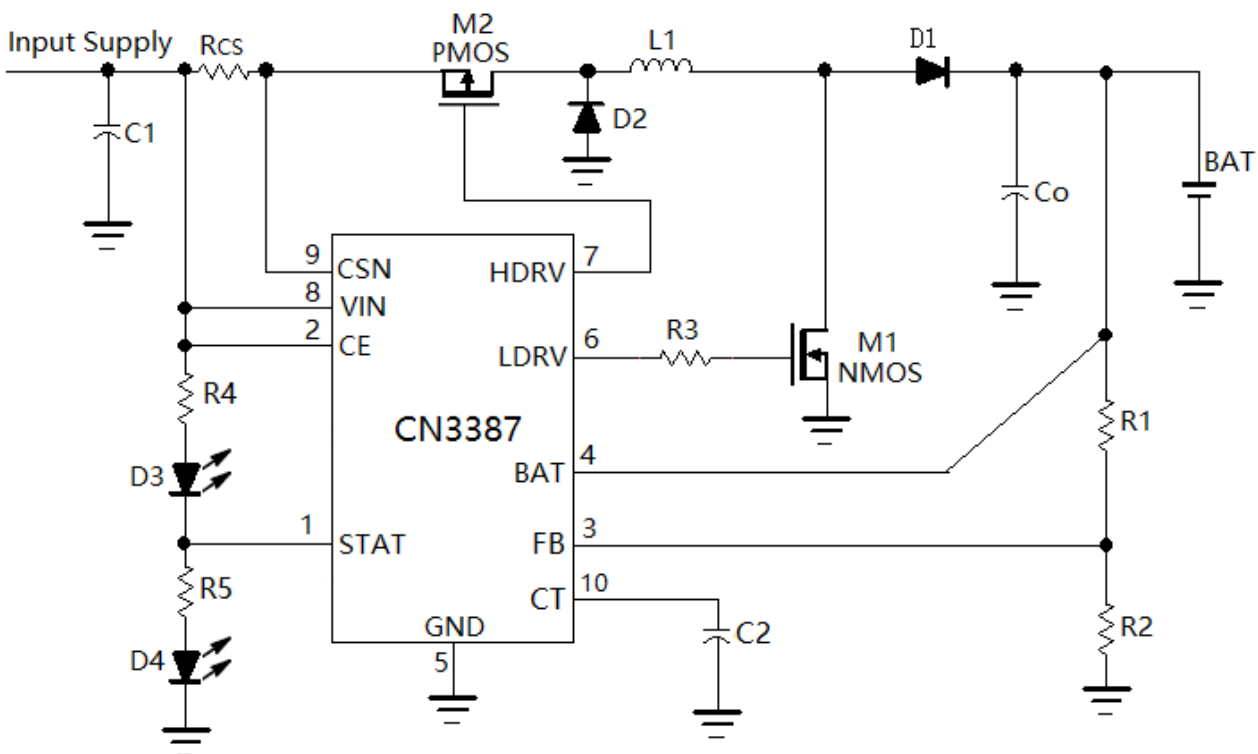 Input Supply
RCS
M2
PMOS
L1
D1
C1
D2
Co
BAT
9
CSN
HDRV
7
8
VIN
2
CE
LDRV
6
R3
M1
NMOS
R4
CN3387
R1
D3
BAT
4
1
STAT
FB
3
R5
CT
10
C2
R2
GND
5
D4